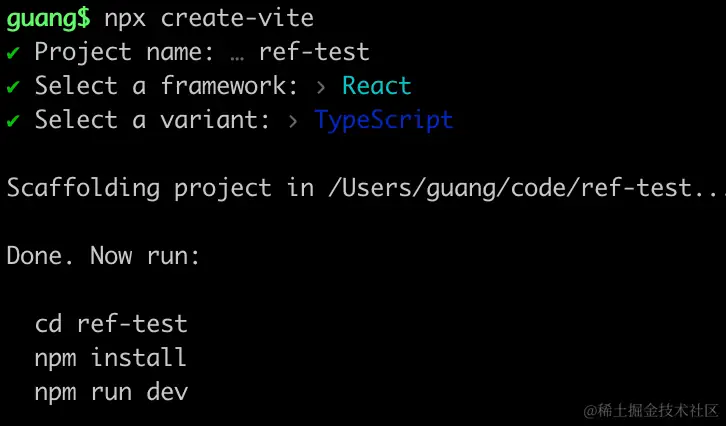 guang$ npx create-vite
✔ Project name: … ref-test
✔ Select a framework: › React
✔ Select a variant: › TypeScript
Scaffolding project in /Users/guang/code/ref-test...
Done. Now run:
cd ref-test
npm install
npm run dev
@稀土掘金技术社区